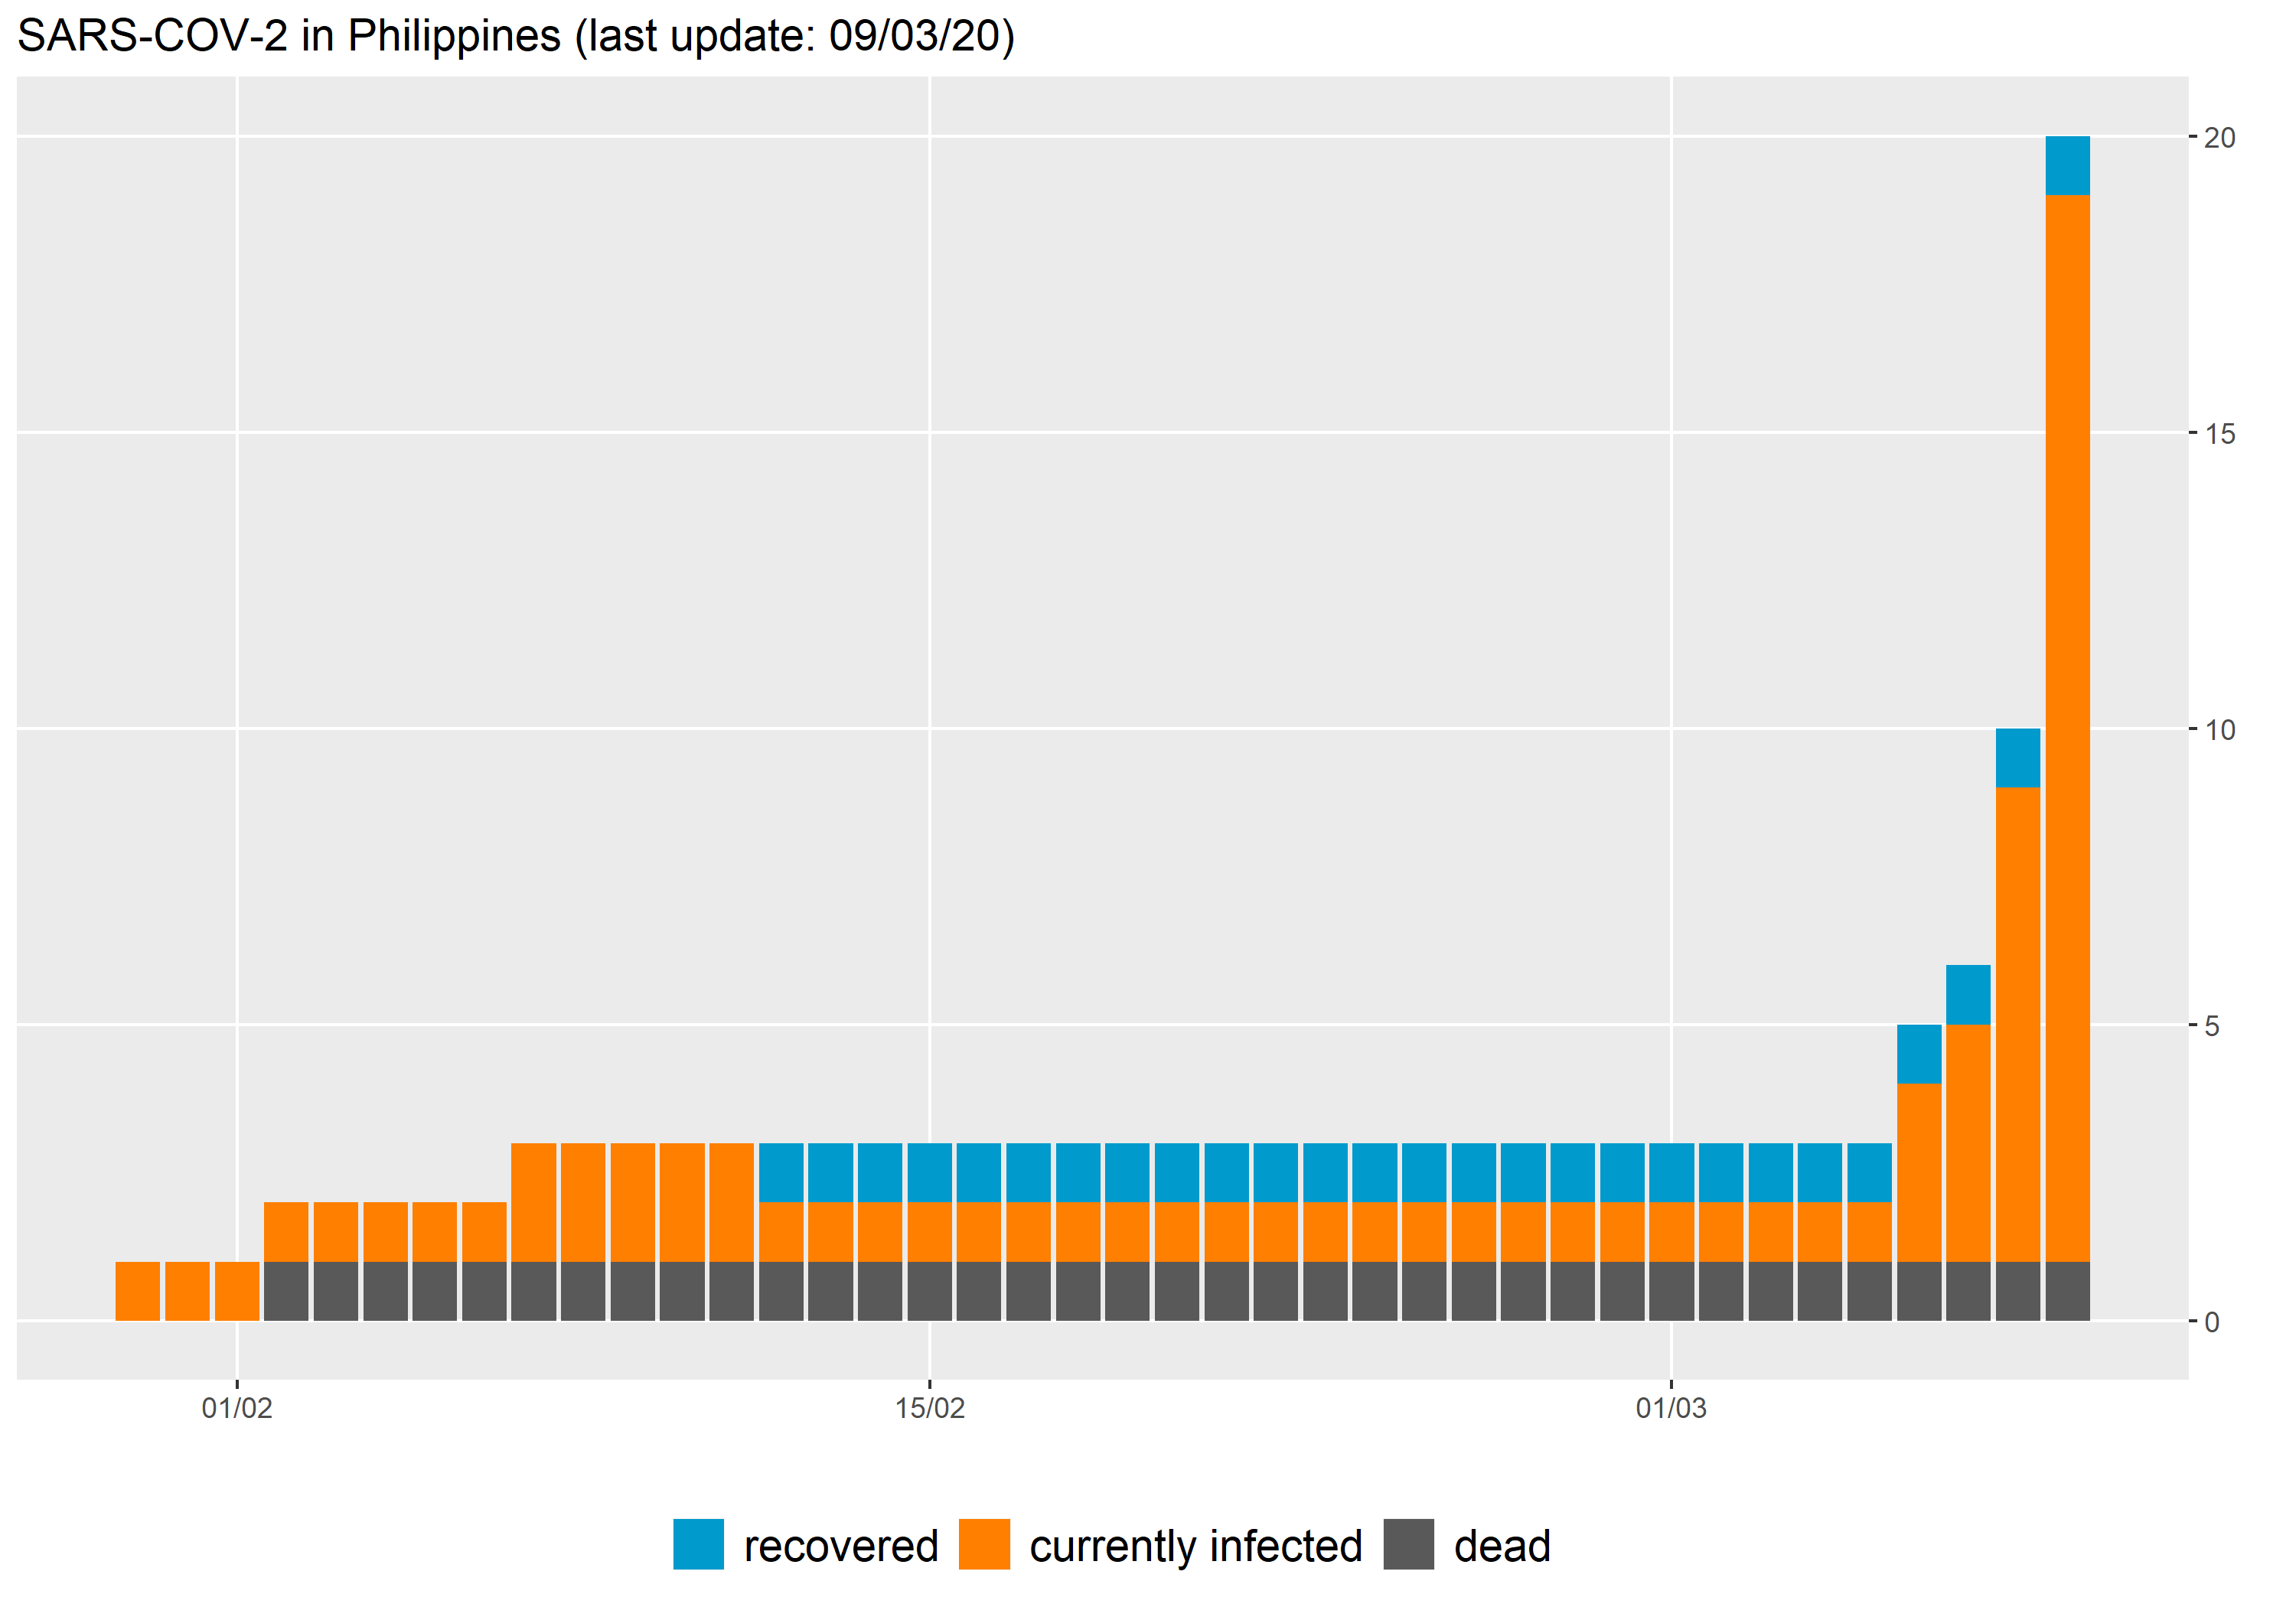 SARS-COV-2 in Philippines (last update: 09/03/20)
20
15
10
5
0
01/02 15/02 01/03
recovered currently infected dead